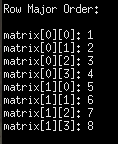 Row Major Order:
matrix[0][0]: 1
matrix[0][1]: 2
matrix[0][2]: 3
matrix[0][3]: 4
matrix[1][0]: 5
matrix[1][1]: 6
matrix[1][2]: 7
matrix[1][3]: 8